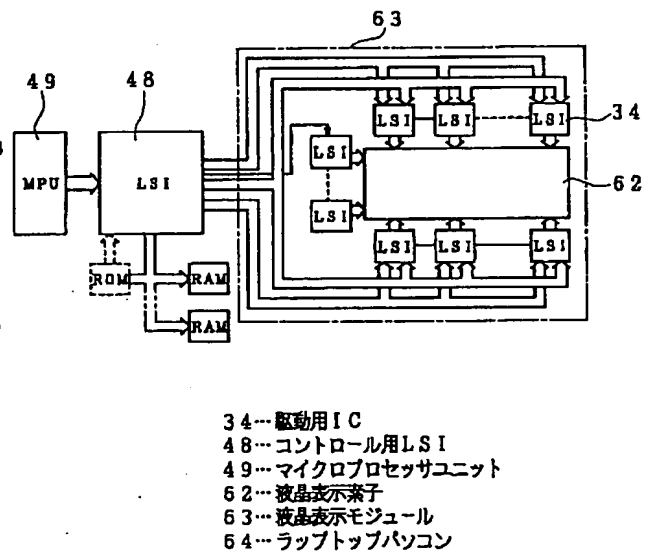 63
49
48
MPU
LSI
LSI
LSI
LSI
34
LSI
LSI
62
LSI
LSI
LSI
ROM
RAM
RAM
34…駆動用IC
48…コントロール用LSI
49…マイクロプロセッサユニット
62…液晶表示素子
63…液晶表示モジュール
64…ラップトップパソコン